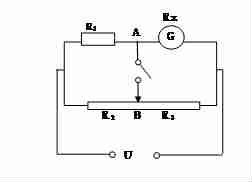 R₁ A Rx
G
R₂ B R₃
U